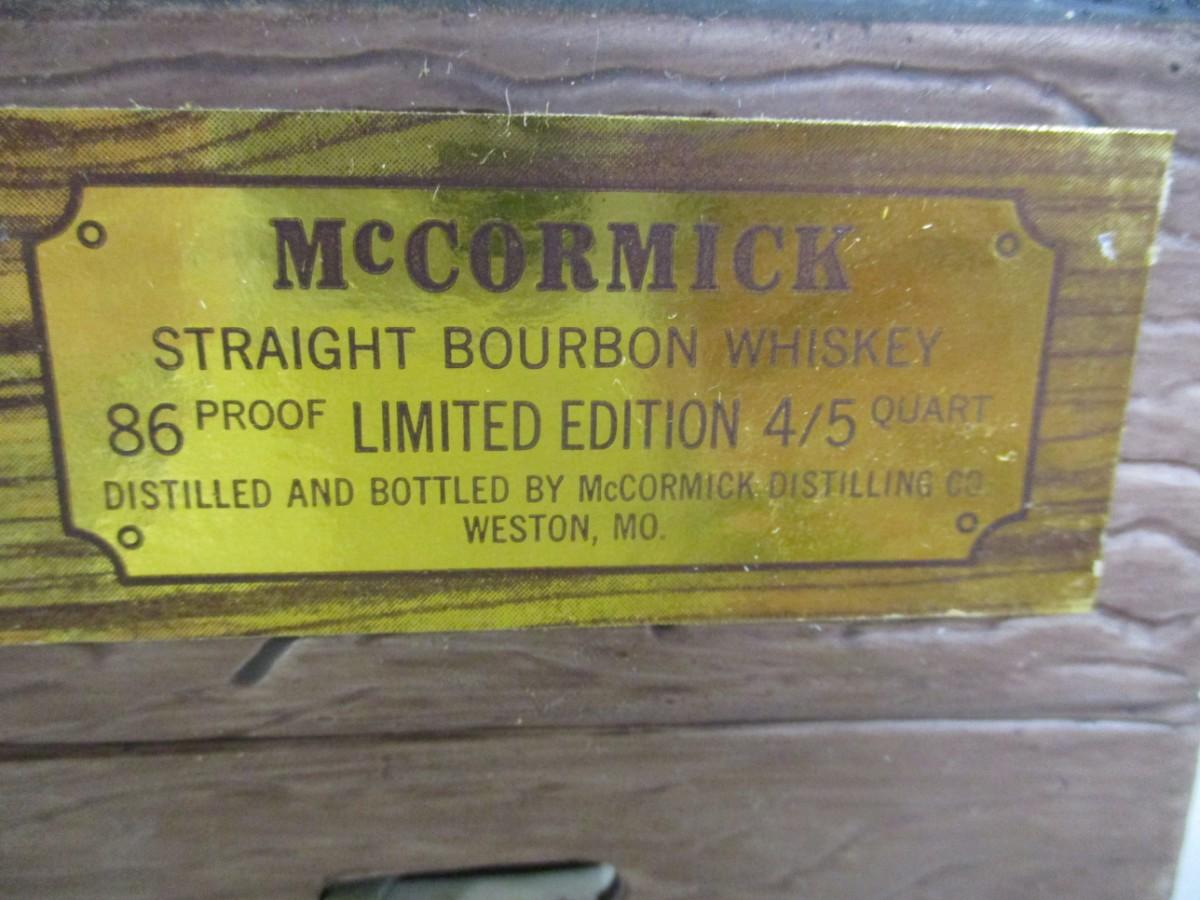 McCORMICK
STRAIGHT BOURBON WHISKEY
86 PROOF LIMITED EDITION 4/5 QUART
DISTILLED AND BOTTLED BY McCORMICK DISTILLING CO.
WESTON, MO.